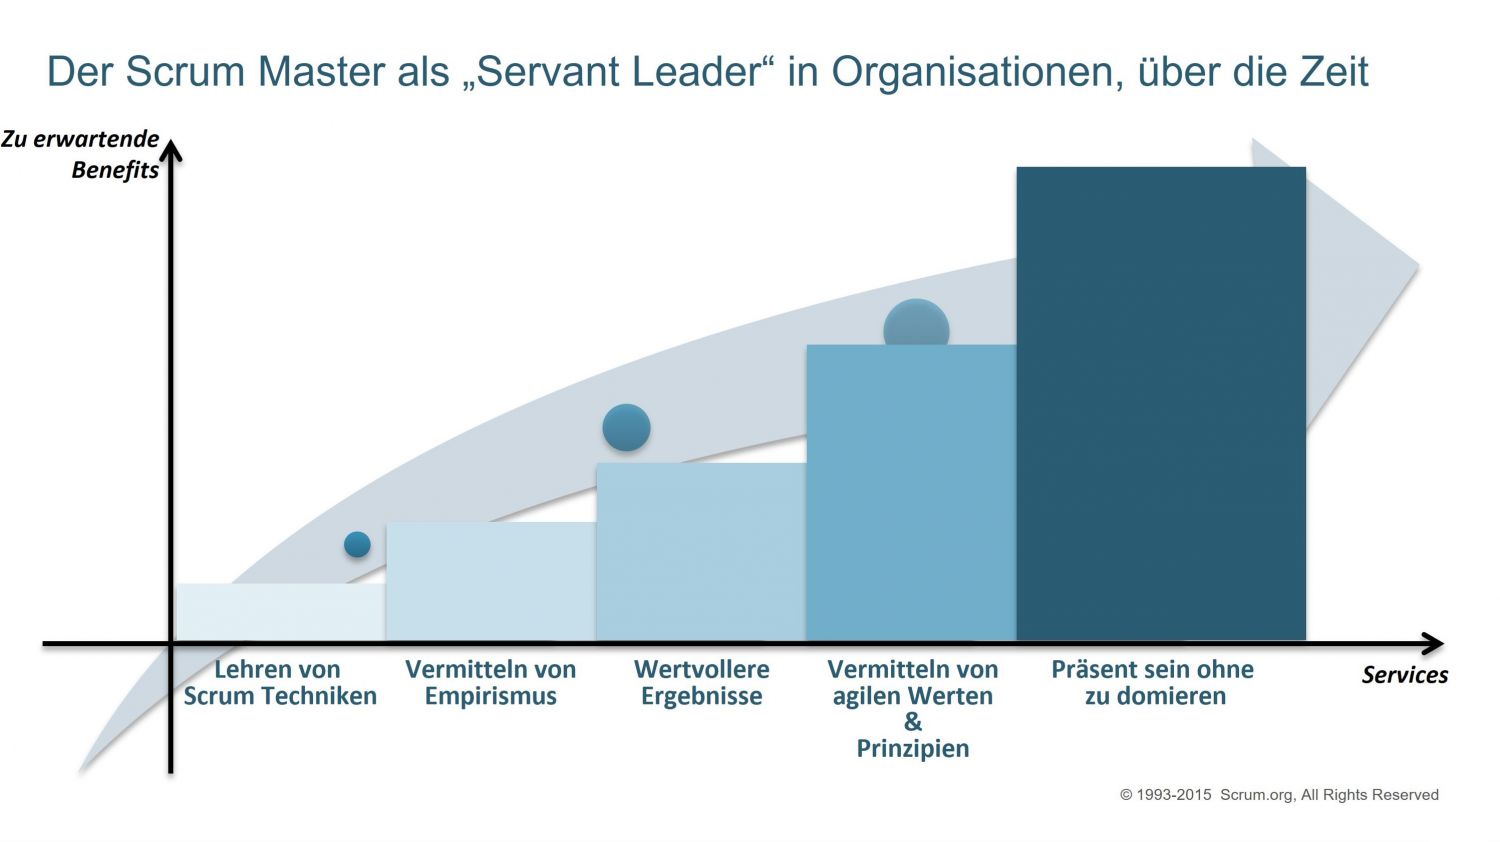 Der Scrum Master als „Servant Leader“ in Organisationen, über die Zeit
Zu erwartende
Benefits
Lehren von
Scrum Techniken
Vermitteln von
Empirismus
Wertvollere
Ergebnisse
Vermitteln von
agilen Werten
&
Prinzipien
Präsent sein ohne
zu domieren
Services
© 1993-2015 Scrum.org, All Rights Reserved